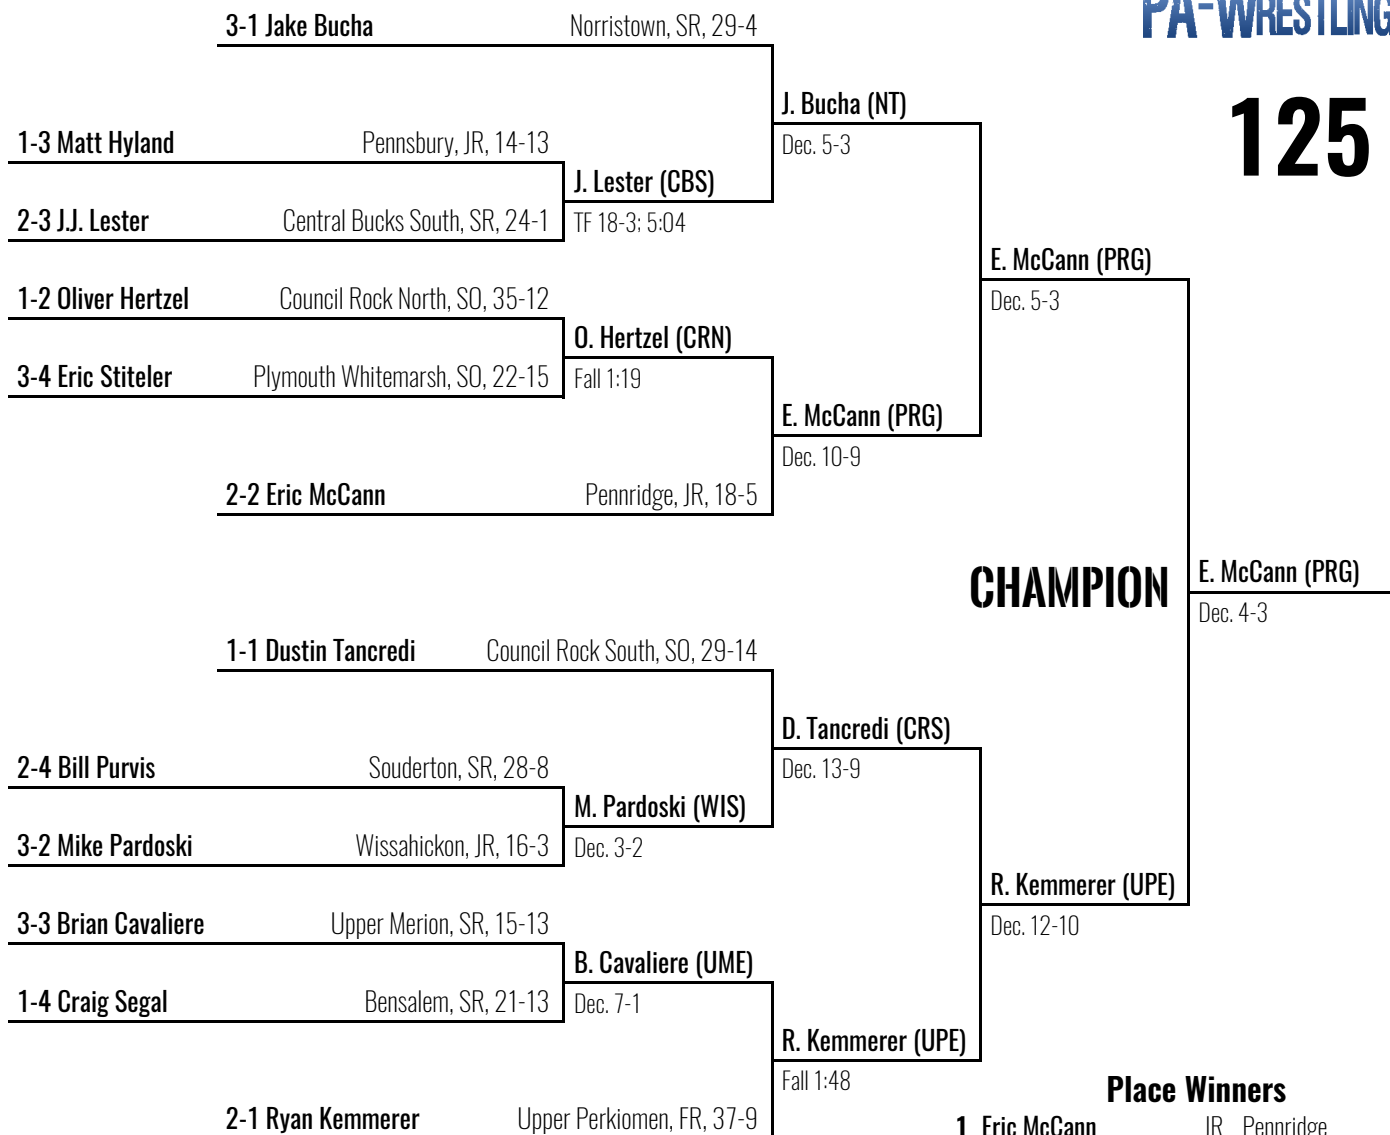 PA-WRESTLING
3-1 Jake Bucha Norristown, SR, 29-4
J. Bucha (NT)
125
1-3 Matt Hyland Pennsbury, JR, 14-13
Dec. 5-3
J. Lester (CBS)
2-3 J.J. Lester Central Bucks South, SR, 24-1
TF 18-3; 5:04
E. McCann (PRG)
1-2 Oliver Hertzel Council Rock North, SO, 35-12
Dec. 5-3
O. Hertzel (CRN)
3-4 Eric Stiteler Plymouth Whitemarsh, SO, 22-15
Fall 1:19
E. McCann (PRG)
Dec. 10-9
2-2 Eric McCann Pennridge, JR, 18-5
CHAMPION
E. McCann (PRG)
Dec. 4-3
1-1 Dustin Tancredi Council Rock South, SO, 29-14
D. Tancredi (CRS)
2-4 Bill Purvis Souderton, SR, 28-8
Dec. 13-9
M. Pardoski (WIS)
3-2 Mike Pardoski Wissahickon, JR, 16-3
Dec. 3-2
R. Kemmerer (UPE)
3-3 Brian Cavaliere Upper Merion, SR, 15-13
Dec. 12-10
B. Cavaliere (UME)
1-4 Craig Segal Bensalem, SR, 21-13
Dec. 7-1
R. Kemmerer (UPE)
Fall 1:48
Place Winners
2-1 Ryan Kemmerer Upper Perkiomen, FR, 37-9
1 Eric McCann JR Pennridge